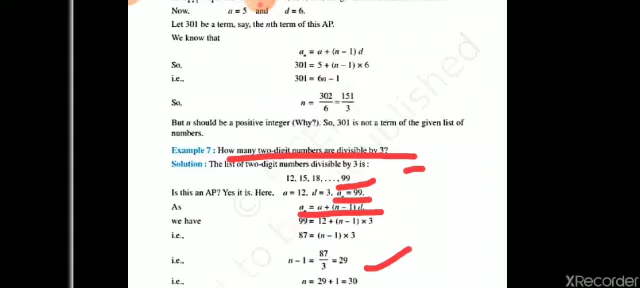 Now, a = 5 and d = 6.
Let 301 be a term, say, the nth term of this AP.
We know that
aₙ = a + (n – 1) d
So, 301 = 5 + (n – 1) × 6
i.e., 301 = 6n – 1
So, n = 302/6 = 151/3
But n should be a positive integer (Why?). So, 301 is not a term of the given list of
numbers.
Example 7 : How many two-digit numbers are divisible by 3?
Solution : The list of two-digit numbers divisible by 3 is :
12, 15, 18, . . . , 99
Is this an AP? Yes it is. Here, a = 12, d = 3, aₙ = 99.
As aₙ = a + (n – 1) d,
we have 99 = 12 + (n – 1) × 3
i.e., 87 = (n – 1) × 3
i.e., n – 1 = 87/3 = 29
i.e., n = 29 + 1 = 30
XRecorder